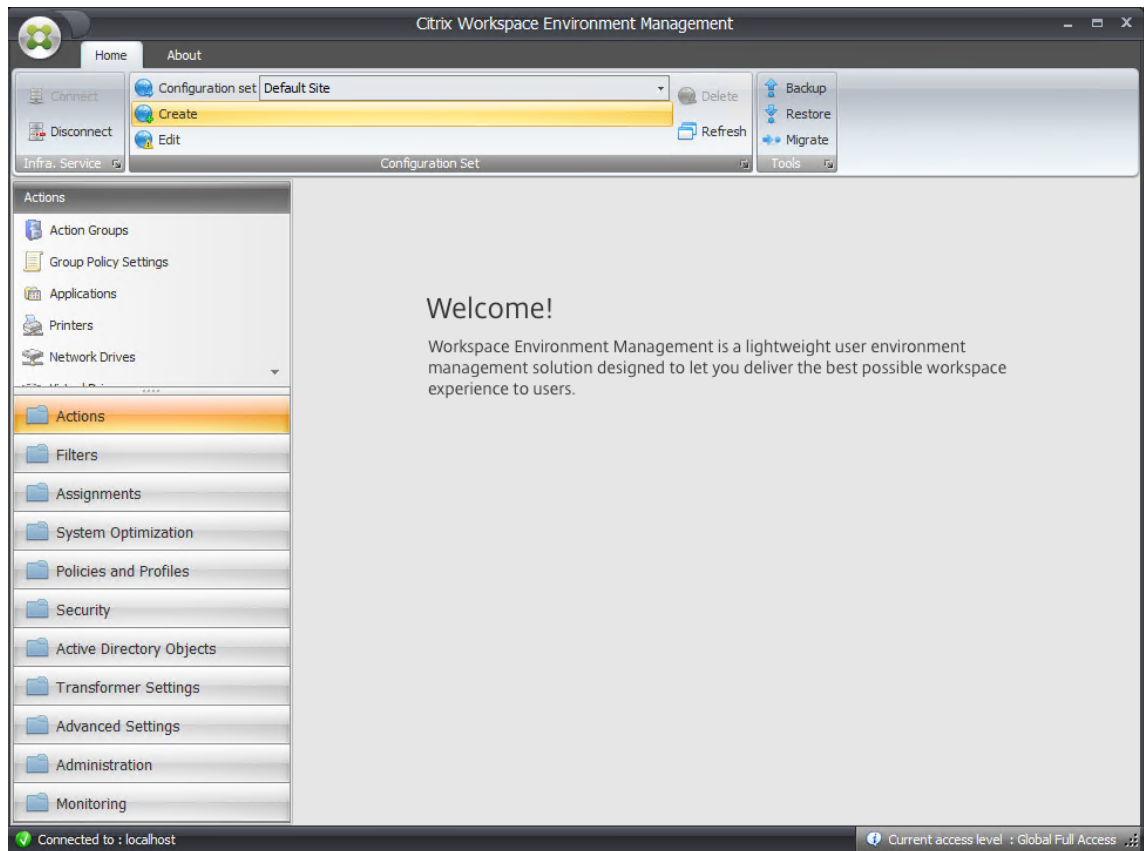 Citrix Workspace Environment Management
Home About
Connect
Disconnect
Infra. Service
Configuration set Default Site
Create
Edit
Delete
Refresh
Configuration Set
Backup
Restore
Migrate
Tools
Actions
Action Groups
Group Policy Settings
Applications
Printers
Network Drives
Actions
Filters
Assignments
System Optimization
Policies and Profiles
Security
Active Directory Objects
Transformer Settings
Advanced Settings
Administration
Monitoring
Welcome!
Workspace Environment Management is a lightweight user environment
management solution designed to let you deliver the best possible workspace
experience to users.
Connected to : localhost
Current access level : Global Full Access